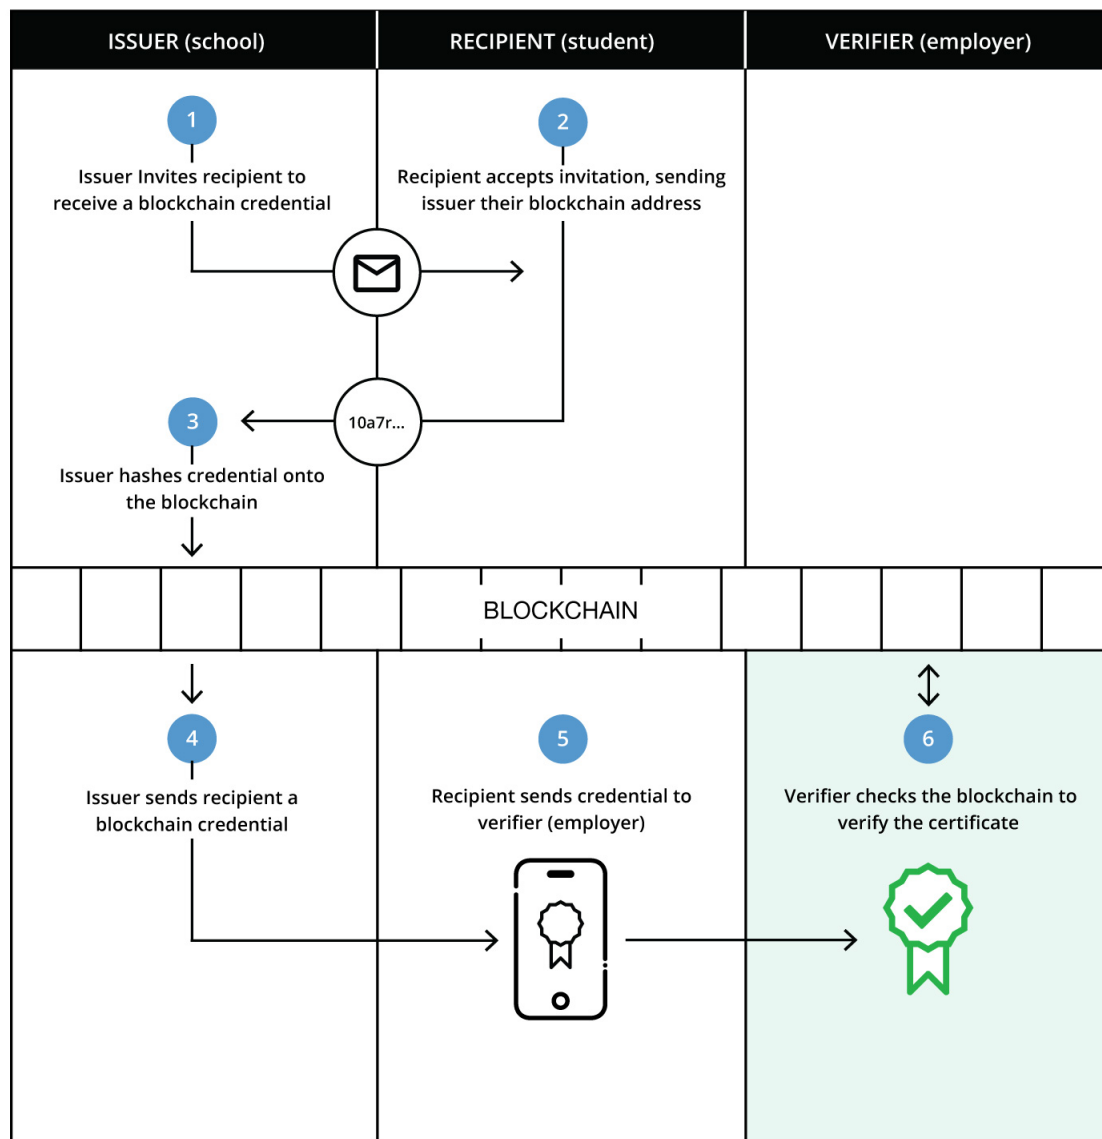 ISSUER (school)
RECIPIENT (student)
VERIFIER (employer)
1
Issuer Invites recipient to
receive a blockchain credential
2
Recipient accepts invitation, sending
issuer their blockchain address
10a7r...
3
Issuer hashes credential onto
the blockchain
BLOCKCHAIN
4
Issuer sends recipient a
blockchain credential
5
Recipient sends credential to
verifier (employer)
6
Verifier checks the blockchain to
verify the certificate